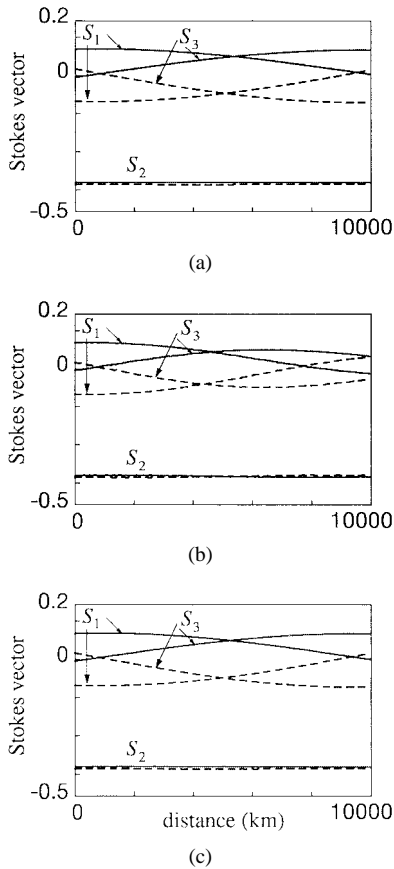 0.2
S1
S3
0
Stokes vector
S2
-0.5
0
10000
(a)
0.2
S1
S3
0
Stokes vector
S2
-0.5
0
10000
(b)
0.2
S1
S3
0
Stokes vector
S2
-0.5
0
distance (km)
10000
(c)